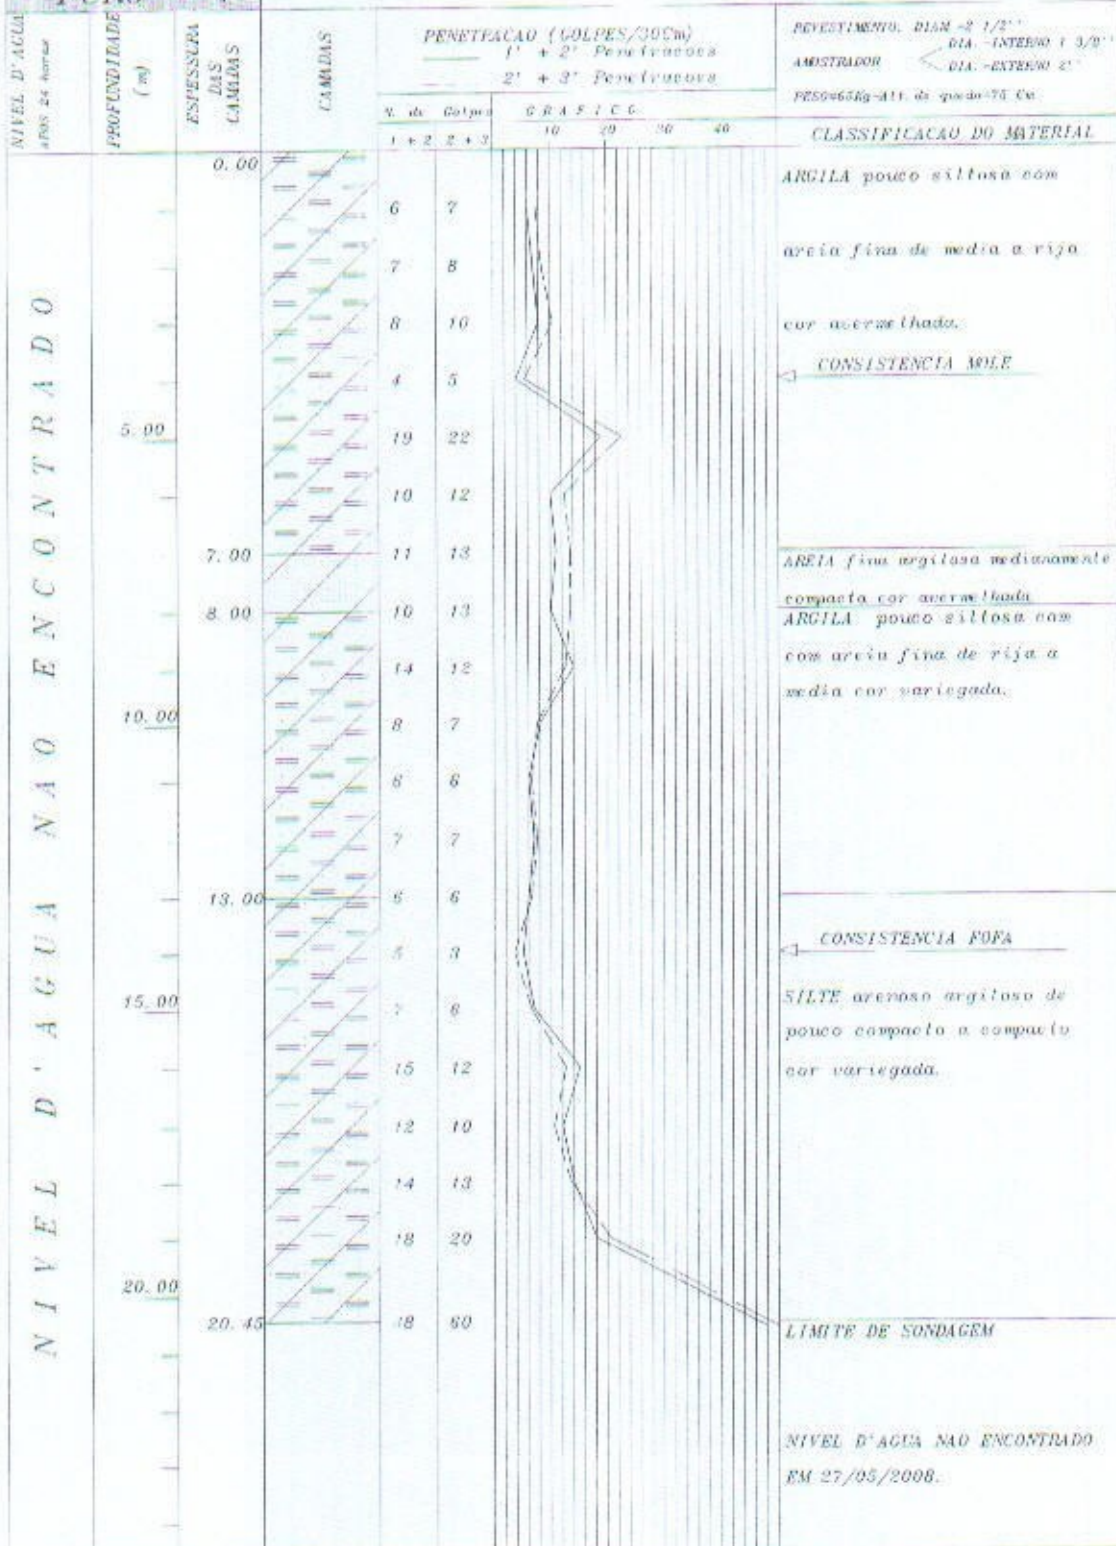 NIVEL D'AGUA
APOS 24 horas
PROFUNDIDADE
(m)
ESPESSURA
DAS
CAMADAS
CAMADAS
PENETRACAO (GOLPES/30Cm)
1' + 2' Penetracoes
2' + 3' Penetracoes
N. de Golpes
GRAFICO
1 + 2 2 + 3
10 20 30 40
REVESTIMENTO. DIAM -2 1/2''
AMOSTRADOR
DIA. -INTERNO 1 3/8''
DIA. -EXTERNO 2''
PESO=65Kg-Alt. de queda=75 Cm
CLASSIFICACAO DO MATERIAL
NIVEL D'AGUA NAO ENCONTRADO
0.00
ARGILA pouco siltosa com
6 7
areia fina de media a rija
7 8
8 10
cor avermelhada.
CONSISTENCIA MOLE
4 5
5.00
19 22
10 12
7.00
11 13
AREIA fina argilosa medianamente
compacta cor avermelhada
8.00
10 13
ARGILA pouco siltosa com
com areia fina de rija a
14 12
media cor variegada.
10.00
8 7
6 6
7 7
13.00
6 6
CONSISTENCIA FOFA
5 3
15.00
7 6
SILTE arenoso argiloso de
pouco compacto a compacto
15 12
cor variegada.
12 10
14 13
18 20
20.00
20.45
60
LIMITE DE SONDAGEM
NIVEL D'AGUA NAO ENCONTRADO
EM 27/05/2008.